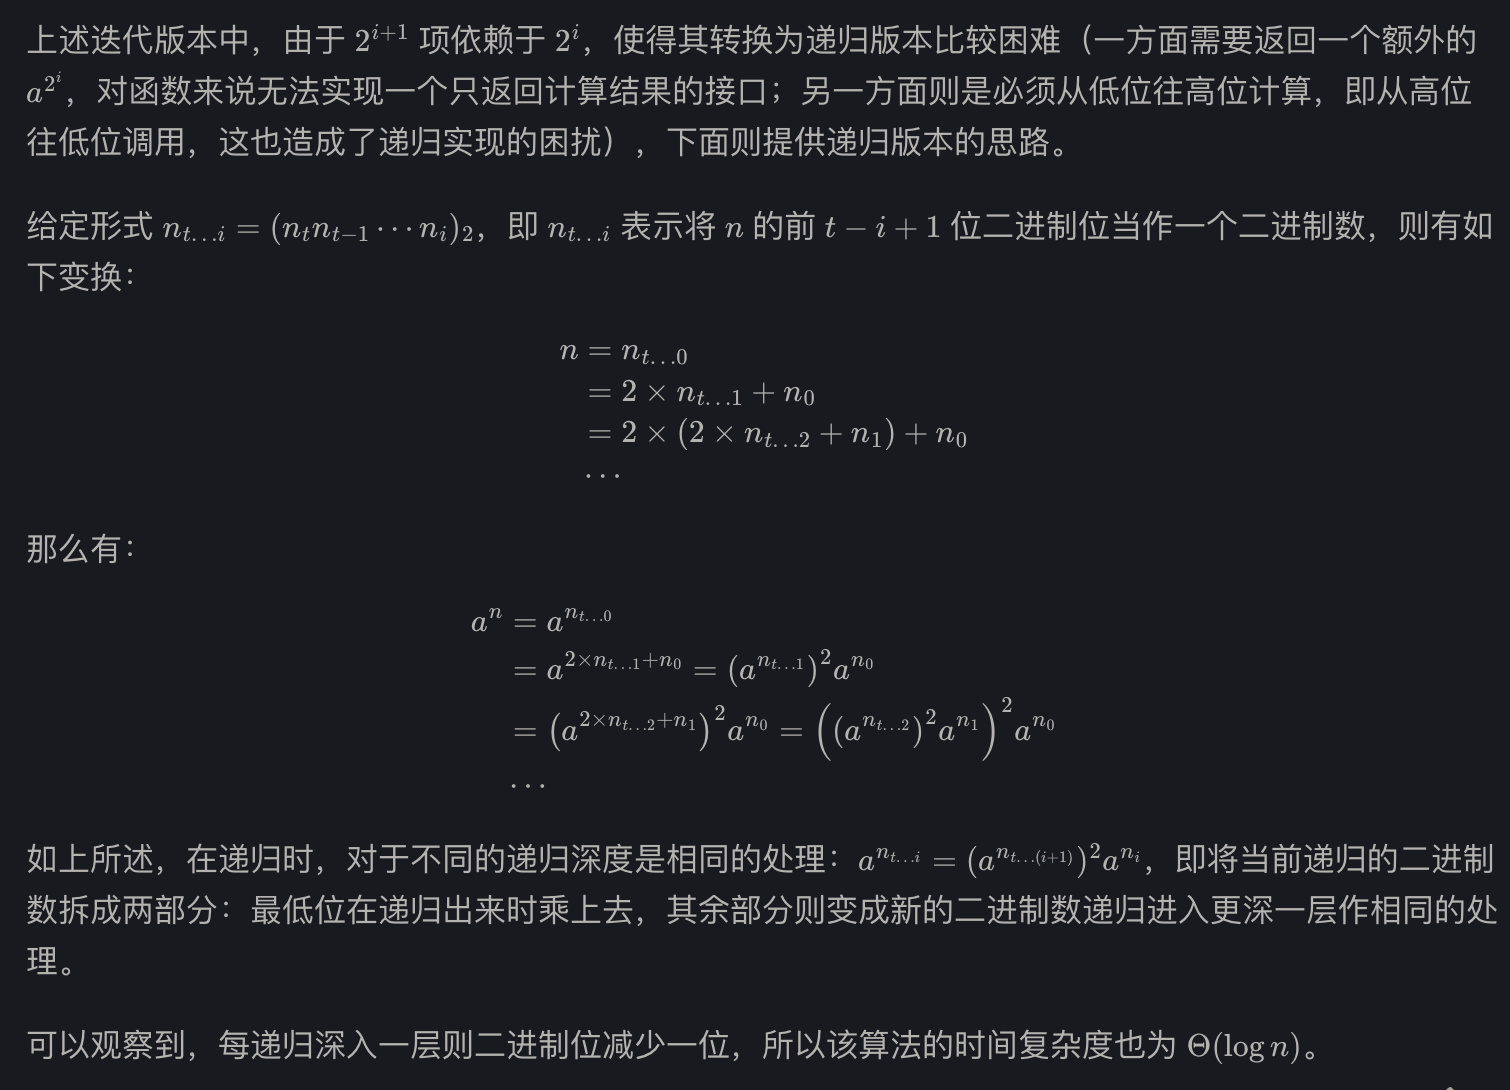 上述迭代版本中，由于 $2^{i+1}$ 项依赖于 $2^i$，使得其转换为递归版本比较困难（一方面需要返回一个额外的
$a^{2^i}$，对函数来说无法实现一个只返回计算结果的接口；另一方面则是必须从低位往高位计算，即从高位
往低位调用，这也造成了递归实现的困扰），下面则提供递归版本的思路。
给定形式 $n_{t\dots i} = (n_t n_{t-1} \cdots n_i)_2$，即 $n_{t\dots i}$ 表示将 $n$ 的前 $t - i + 1$ 位二进制位当作一个二进制数，则有如
下变换：
$n = n_{t\dots 0}$
$= 2 \times n_{t\dots 1} + n_0$
$= 2 \times (2 \times n_{t\dots 2} + n_1) + n_0$
$\cdots$
那么有：
$a^n = a^{n_{t\dots 0}}$
$= a^{2 \times n_{t\dots 1} + n_0} = (a^{n_{t\dots 1}})^2 a^{n_0}$
$= \left(a^{2 \times n_{t\dots 2} + n_1}\right)^2 a^{n_0} = \left((a^{n_{t\dots 2}})^2 a^{n_1}\right)^2 a^{n_0}$
$\cdots$
如上所述，在递归时，对于不同的递归深度是相同的处理：$a^{n_{t\dots i}} = (a^{n_{t\dots (i+1)}})^2 a^{n_i}$，即将当前递归的二进制
数拆成两部分：最低位在递归出来时乘上去，其余部分则变成新的二进制数递归进入更深一层作相同的处
理。
可以观察到，每递归深入一层则二进制位减少一位，所以该算法的时间复杂度也为 $\Theta(\log n)$。